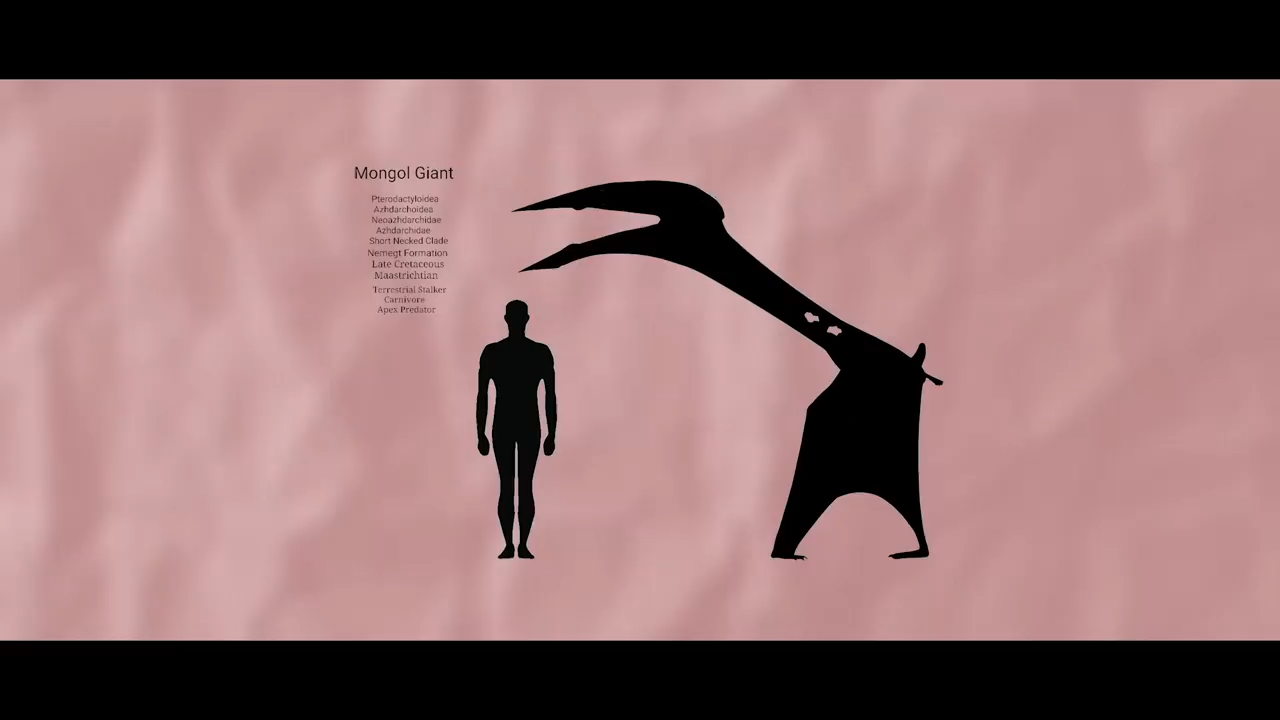 Mongol Giant
Pterodactyloidea
Azhdarchoidea
Neoazhdarchidae
Azhdarchidae
Short Necked Clade
Nemegt Formation
Late Cretaceous
Maastrichtian
Terrestrial Stalker
Carnivore
Apex Predator